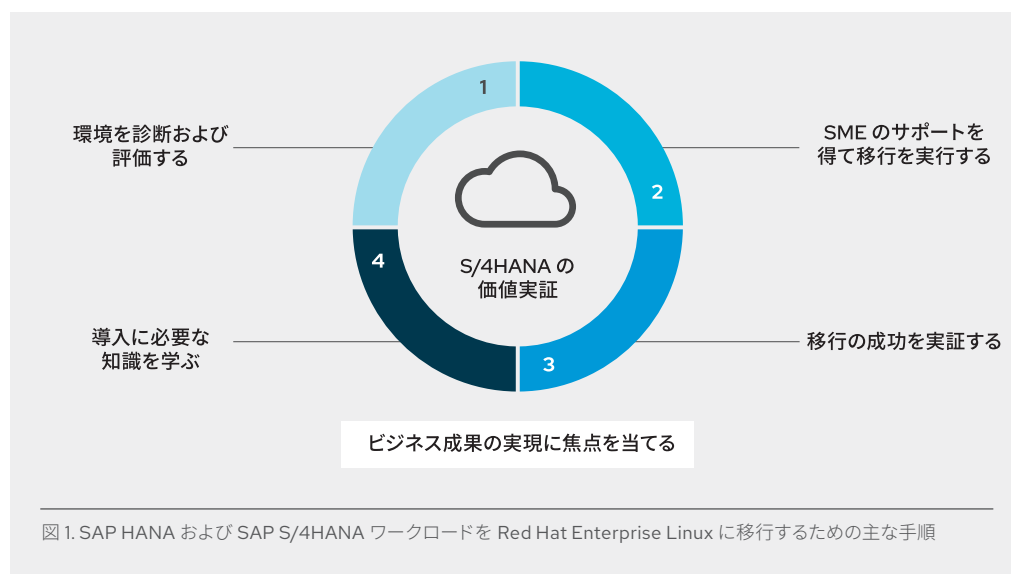 1
環境を診断および
評価する
SME のサポートを
得て移行を実行する
2
4
S/4HANA の
価値実証
導入に必要な
知識を学ぶ
移行の成功を実証する
3
ビジネス成果の実現に焦点を当てる
図 1. SAP HANA および SAP S/4HANA ワークロードを Red Hat Enterprise Linux に移行するための主な手順